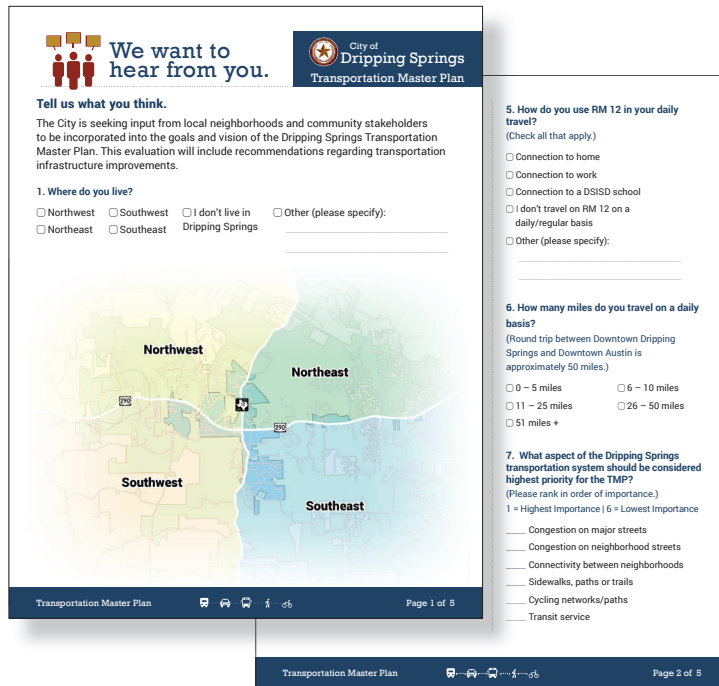 We want to
hear from you.
City of
Dripping Springs
Transportation Master Plan
Tell us what you think.
The City is seeking input from local neighborhoods and community stakeholders
to be incorporated into the goals and vision of the Dripping Springs Transportation
Master Plan. This evaluation will include recommendations regarding transportation
infrastructure improvements.
1. Where do you live?
Northwest
Southwest
I don't live in
Dripping Springs
Other (please specify):
Northeast
Southeast
Northwest
Northeast
290
290
Southwest
Southeast
Transportation Master Plan
Page 1 of 5
5. How do you use RM 12 in your daily
travel?
(Check all that apply.)
Connection to home
Connection to work
Connection to a DSISD school
I don't travel on RM 12 on a
daily/regular basis
Other (please specify):
6. How many miles do you travel on a daily
basis?
(Round trip between Downtown Dripping
Springs and Downtown Austin is
approximately 50 miles.)
0 – 5 miles
6 – 10 miles
11 – 25 miles
26 – 50 miles
51 miles +
7. What aspect of the Dripping Springs
transportation system should be considered
highest priority for the TMP?
(Please rank in order of importance.)
1 = Highest Importance | 6 = Lowest Importance
Congestion on major streets
Congestion on neighborhood streets
Connectivity between neighborhoods
Sidewalks, paths or trails
Cycling networks/paths
Transit service
Transportation Master Plan
Page 2 of 5